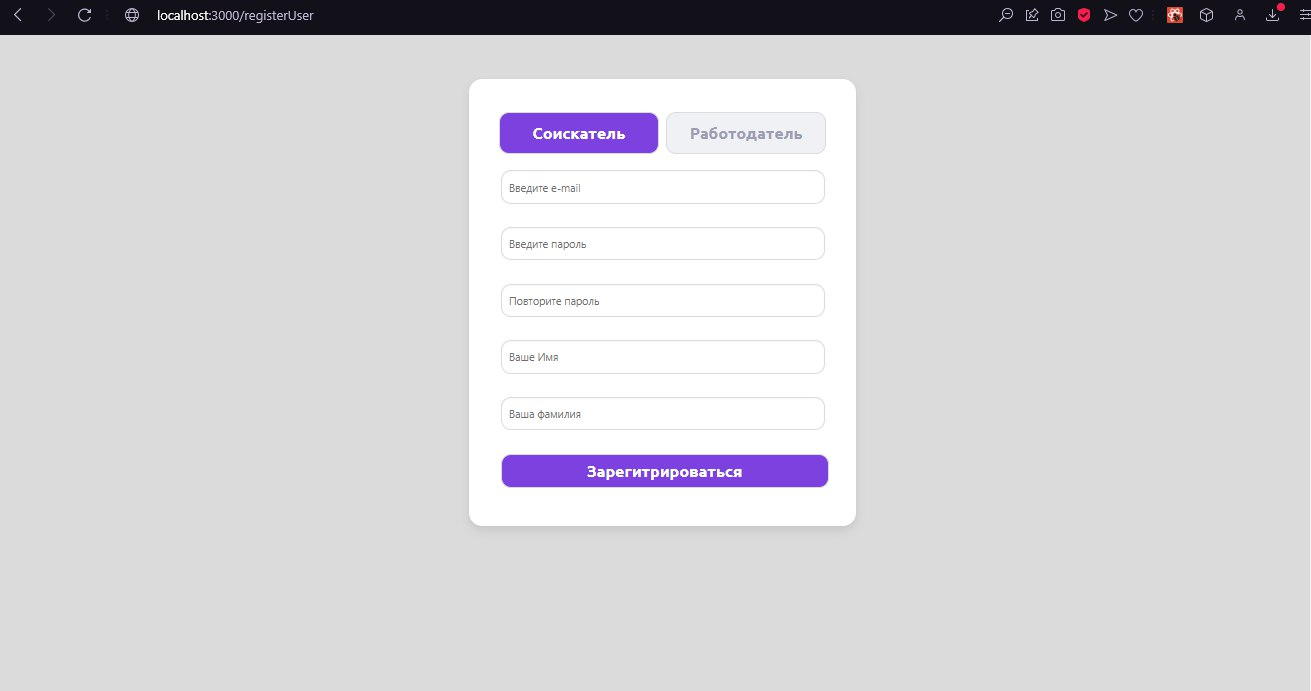 localhost:3000/registerUser
Соискатель Работодатель
Введите e-mail
Введите пароль
Повторите пароль
Ваше Имя
Ваша фамилия
Зарегитрироваться